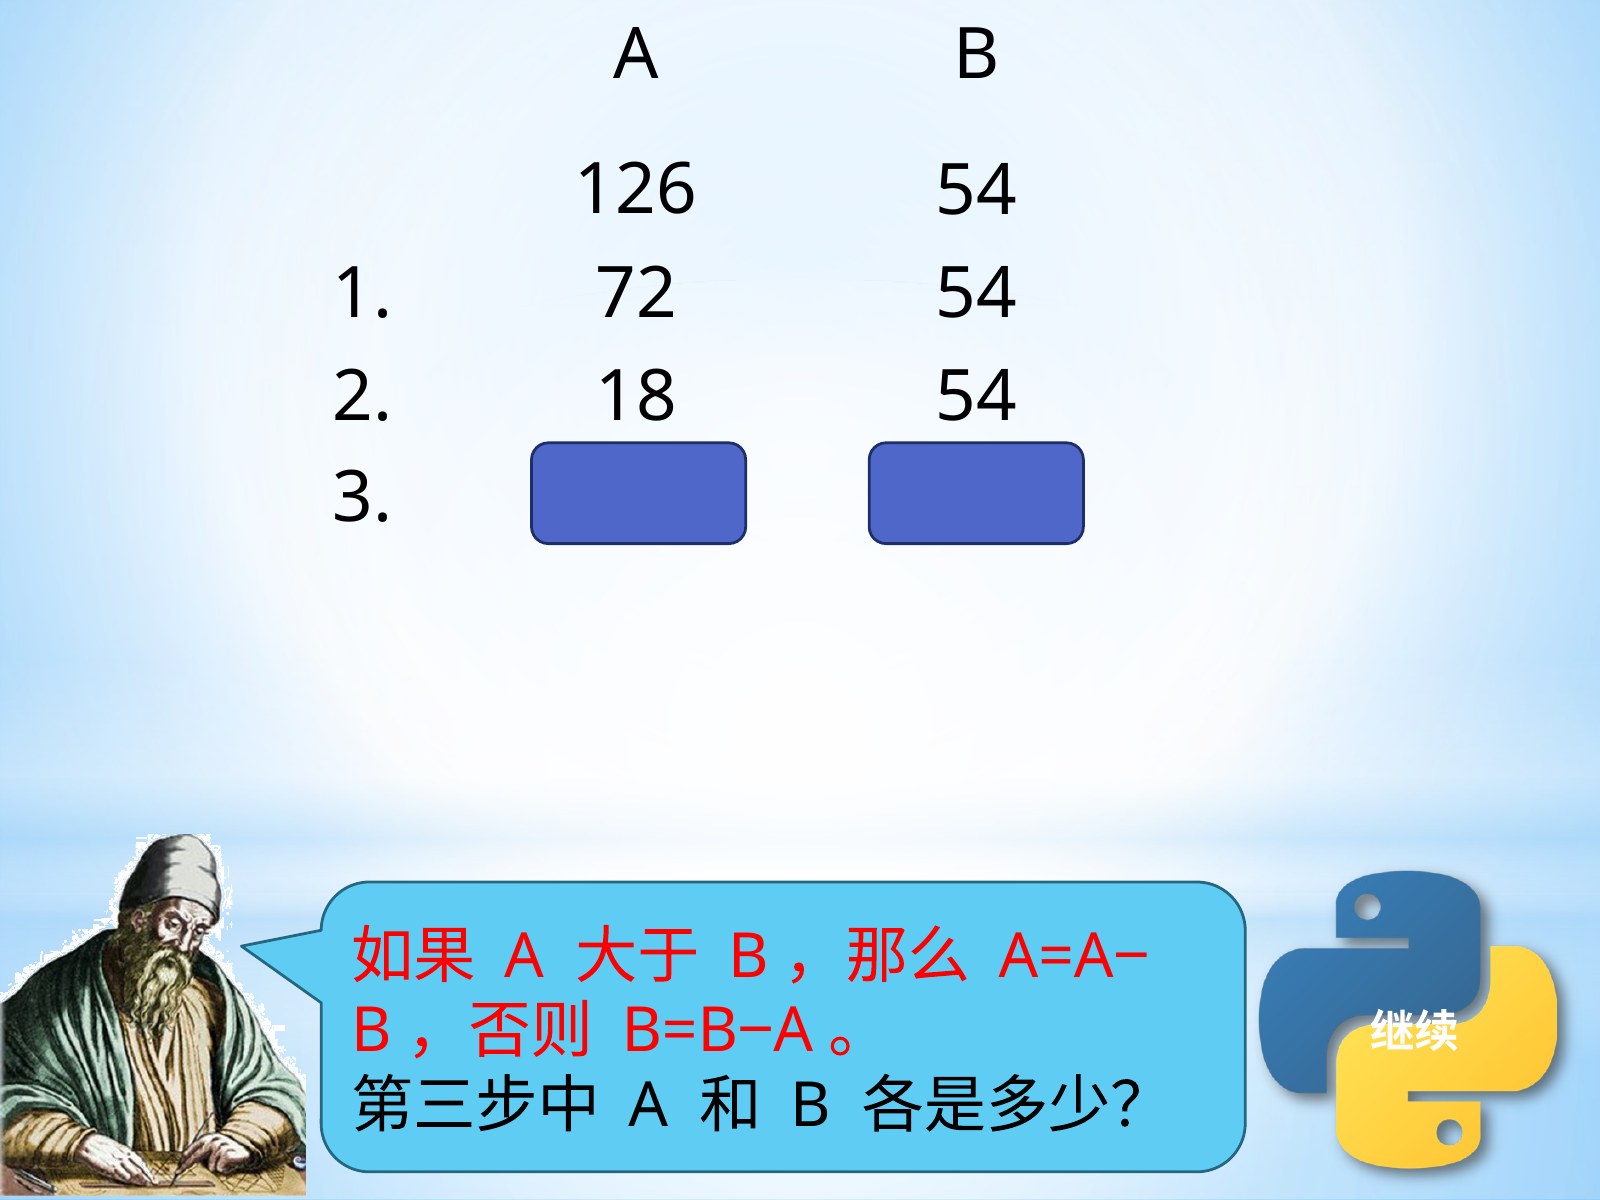 A B
126 54
1. 72 54
2. 18 54
3.
如果 A 大于 B，那么 A=A−
B，否则 B=B−A。
第三步中 A 和 B 各是多少？
继续